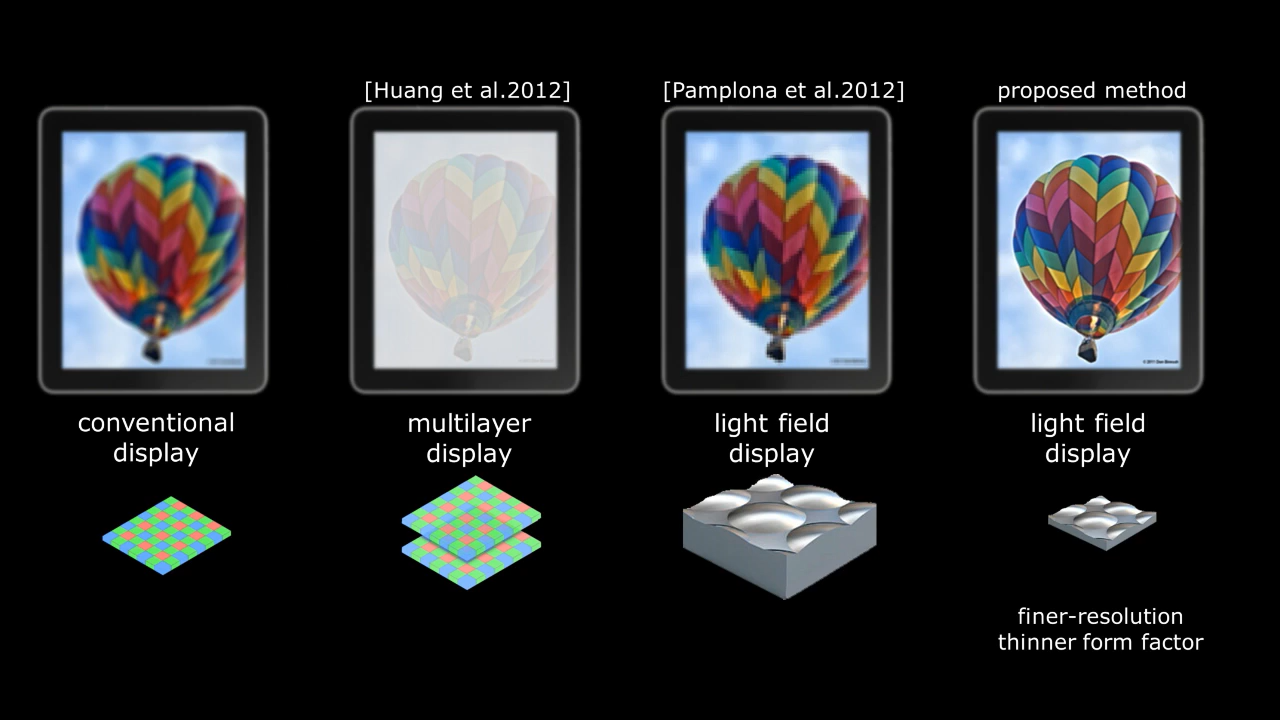 [Huang et al.2012]
[Pamplona et al.2012]
proposed method
conventional
display
multilayer
display
light field
display
light field
display
finer-resolution
thinner form factor